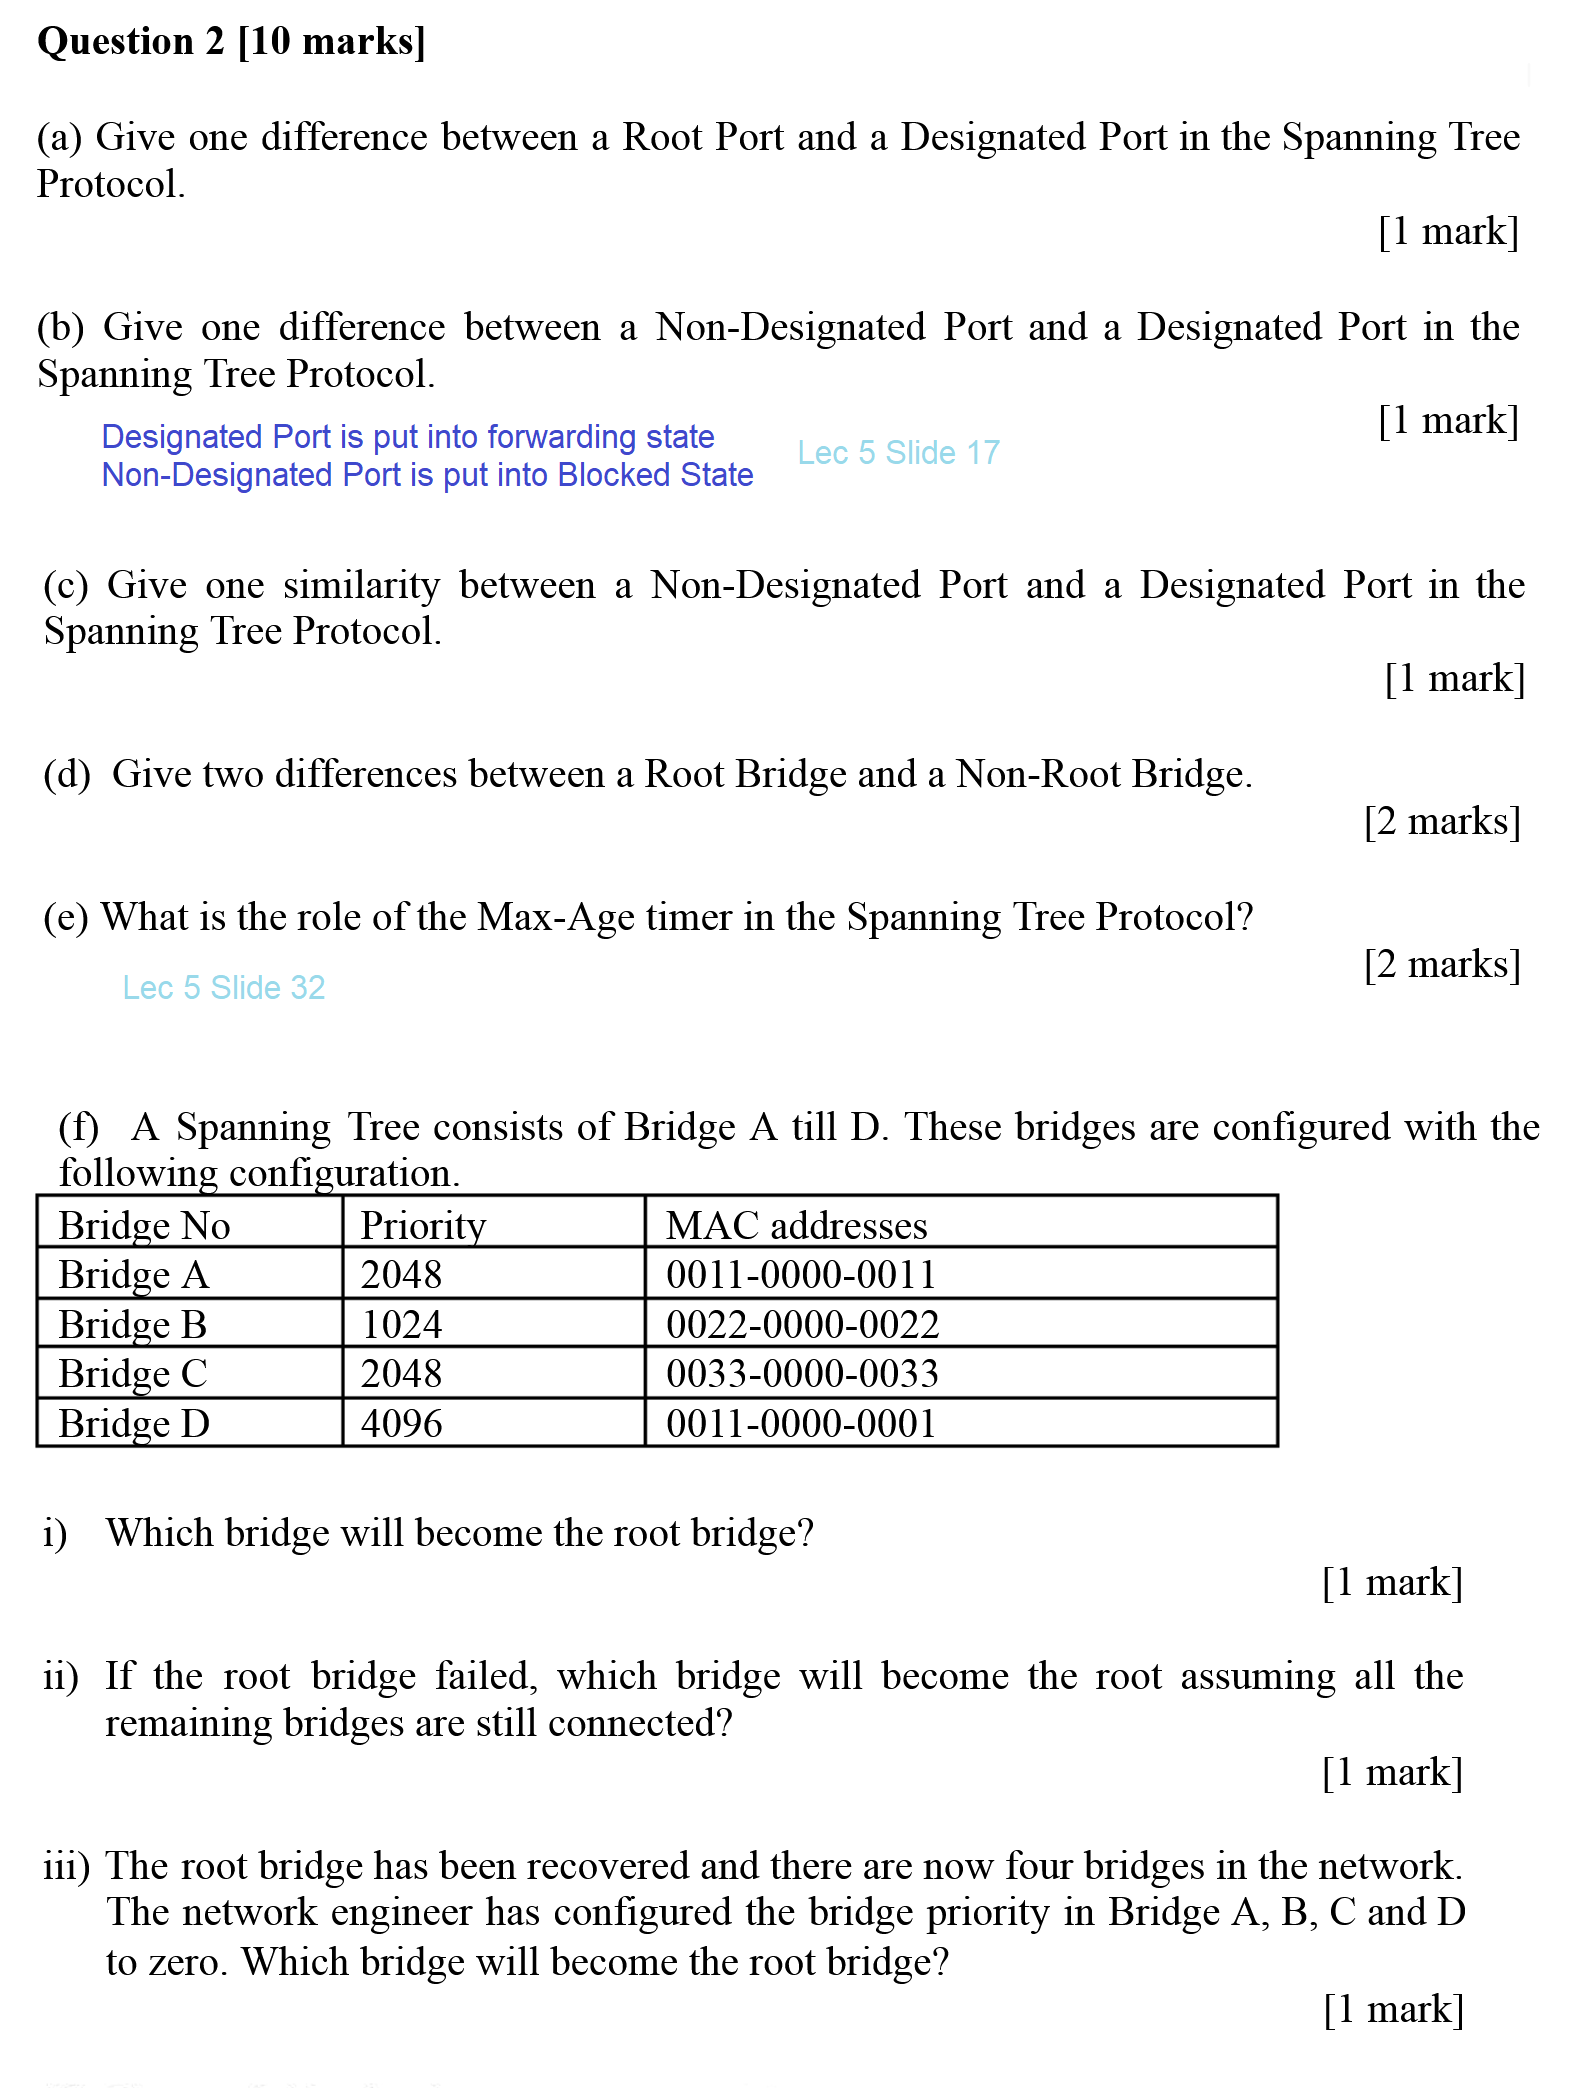 Question 2 [10 marks]
(a) Give one difference between a Root Port and a Designated Port in the Spanning Tree
Protocol.
[1 mark]
(b) Give one difference between a Non-Designated Port and a Designated Port in the
Spanning Tree Protocol.
[1 mark]
Designated Port is put into forwarding state
Non-Designated Port is put into Blocked State
Lec 5 Slide 17
(c) Give one similarity between a Non-Designated Port and a Designated Port in the
Spanning Tree Protocol.
[1 mark]
(d) Give two differences between a Root Bridge and a Non-Root Bridge.
[2 marks]
(e) What is the role of the Max-Age timer in the Spanning Tree Protocol?
[2 marks]
Lec 5 Slide 32
(f) A Spanning Tree consists of Bridge A till D. These bridges are configured with the
following configuration.
Bridge No Priority MAC addresses
Bridge A 2048 0011-0000-0011
Bridge B 1024 0022-0000-0022
Bridge C 2048 0033-0000-0033
Bridge D 4096 0011-0000-0001
i) Which bridge will become the root bridge?
[1 mark]
ii) If the root bridge failed, which bridge will become the root assuming all the
remaining bridges are still connected?
[1 mark]
iii) The root bridge has been recovered and there are now four bridges in the network.
The network engineer has configured the bridge priority in Bridge A, B, C and D
to zero. Which bridge will become the root bridge?
[1 mark]